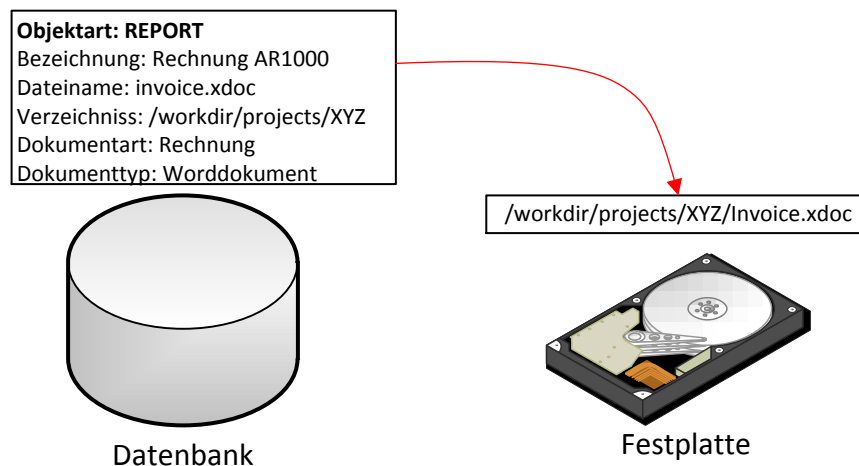 Objektart: REPORT
Bezeichnung: Rechnung AR1000
Dateiname: invoice.xdoc
Verzeichniss: /workdir/projects/XYZ
Dokumentart: Rechnung
Dokumenttyp: Worddokument
/workdir/projects/XYZ/Invoice.xdoc
Datenbank
Festplatte